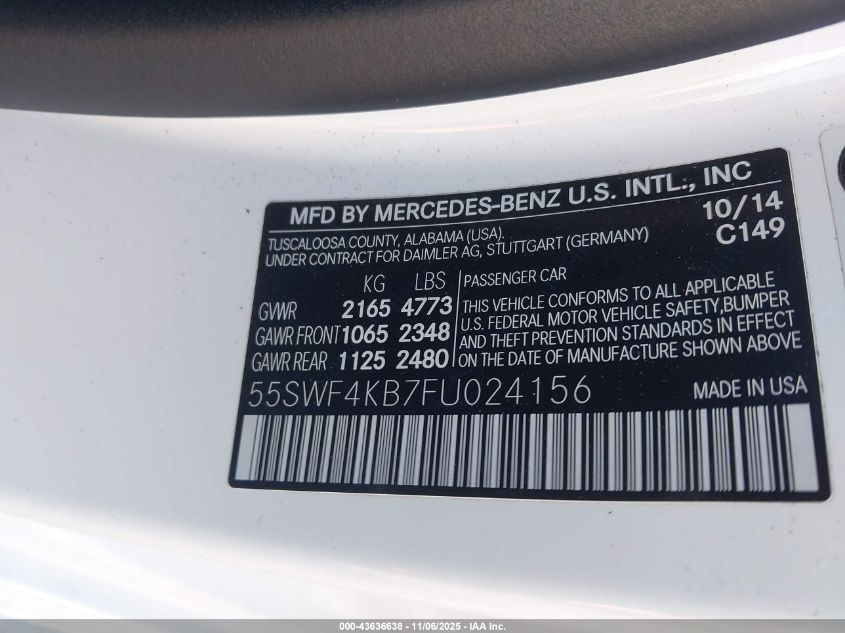 MFD BY MERCEDES-BENZ U.S. INTL., INC
TUSCALOOSA COUNTY, ALABAMA (USA). 10/14
UNDER CONTRACT FOR DAIMLER AG, STUTTGART (GERMANY) C149
KG LBS
GVWR 2165 4773
GAWR FRONT 1065 2348
GAWR REAR 1125 2480
PASSENGER CAR
THIS VEHICLE CONFORMS TO ALL APPLICABLE
U.S. FEDERAL MOTOR VEHICLE SAFETY, BUMPER
AND THEFT PREVENTION STANDARDS IN EFFECT
ON THE DATE OF MANUFACTURE SHOWN ABOVE
55SWF4KB7FU024156 MADE IN USA
000-43636638 - 11/06/2025 - IAA Inc.